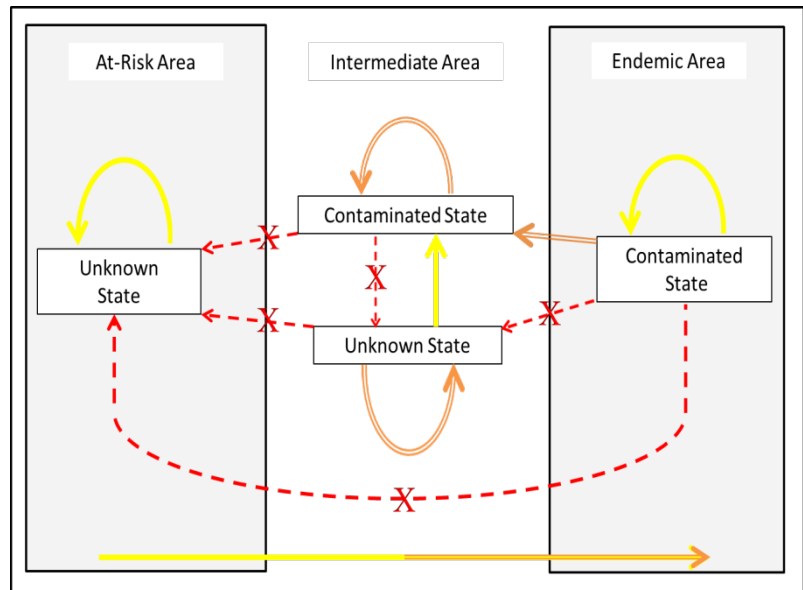 At-Risk Area
Intermediate Area
Endemic Area
Contaminated State
X
Unknown
State
X
Contaminated
State
X
X
Unknown State
X